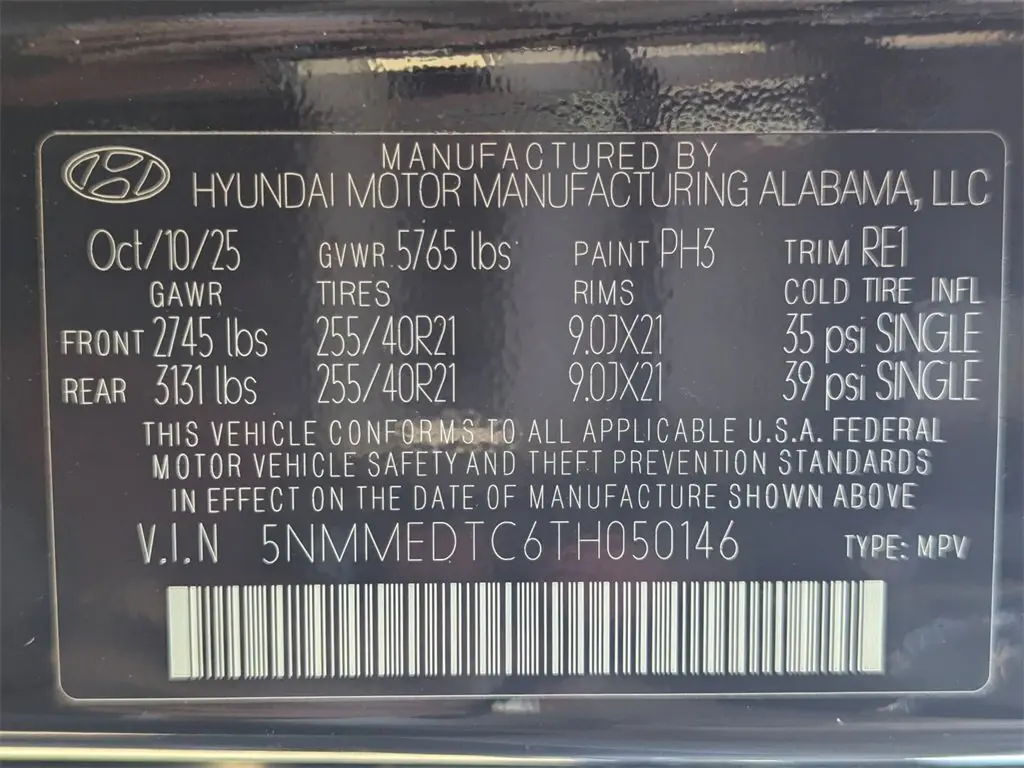 MANUFACTURED BY
HYUNDAI MOTOR MANUFACTURING ALABAMA, LLC
Oct/10/25 GVWR 5765 lbs PAINT PH3 TRIM RE1
GAWR TIRES RIMS COLD TIRE INFL
FRONT 2745 lbs 255/40R21 9.0JX21 35 psi SINGLE
REAR 3131 lbs 255/40R21 9.0JX21 39 psi SINGLE
THIS VEHICLE CONFORMS TO ALL APPLICABLE U.S.A. FEDERAL
MOTOR VEHICLE SAFETY AND THEFT PREVENTION STANDARDS
IN EFFECT ON THE DATE OF MANUFACTURE SHOWN ABOVE
V.I.N 5NMMEDTC6TH050146 TYPE: MPV